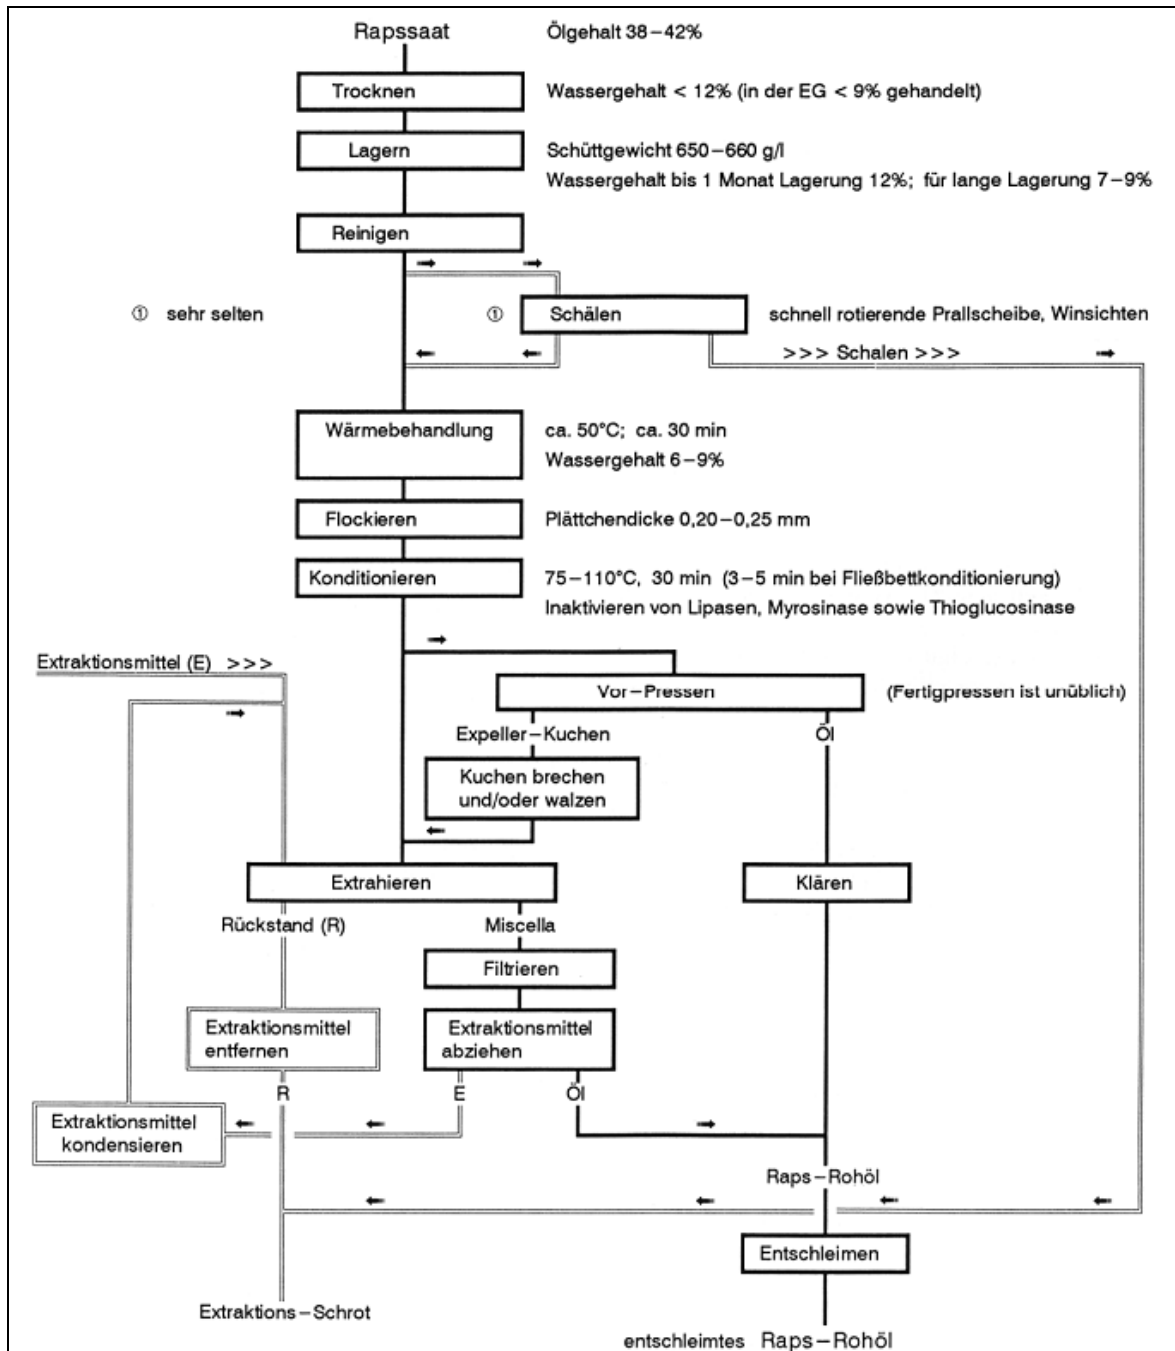 Rapssaat Ölgehalt 38–42%
Trocknen Wassergehalt < 12% (in der EG < 9% gehandelt)
Lagern Schüttgewicht 650–660 g/l
Wassergehalt bis 1 Monat Lagerung 12%; für lange Lagerung 7–9%
Reinigen
① sehr selten ① Schälen schnell rotierende Prallscheibe, Winsichten
>>> Schalen >>>
Wärmebehandlung ca. 50°C; ca. 30 min
Wassergehalt 6–9%
Flockieren Plättchendicke 0,20–0,25 mm
Konditionieren 75–110°C, 30 min (3–5 min bei Fließbettkonditionierung)
Inaktivieren von Lipasen, Myrosinase sowie Thioglucosinase
Extraktionsmittel (E) >>>
Vor–Pressen (Fertigpressen ist unüblich)
Expeller–Kuchen Öl
Kuchen brechen
und/oder walzen
Extrahieren Klären
Rückstand (R) Miscella
Filtrieren
Extraktionsmittel Extraktionsmittel
entfernen abziehen
R E Öl
Extraktionsmittel
kondensieren
Raps–Rohöl
Entschleimen
Extraktions–Schrot
entschleimtes Raps–Rohöl